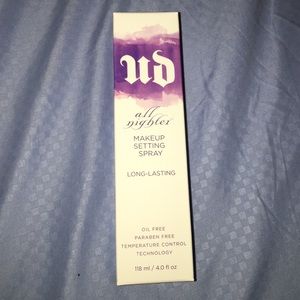 ud
all
nighter
MAKEUP
SETTING
SPRAY
LONG-LASTING
OIL FREE
PARABEN FREE
TEMPERATURE CONTROL
TECHNOLOGY
118 ml / 4.0 fl oz